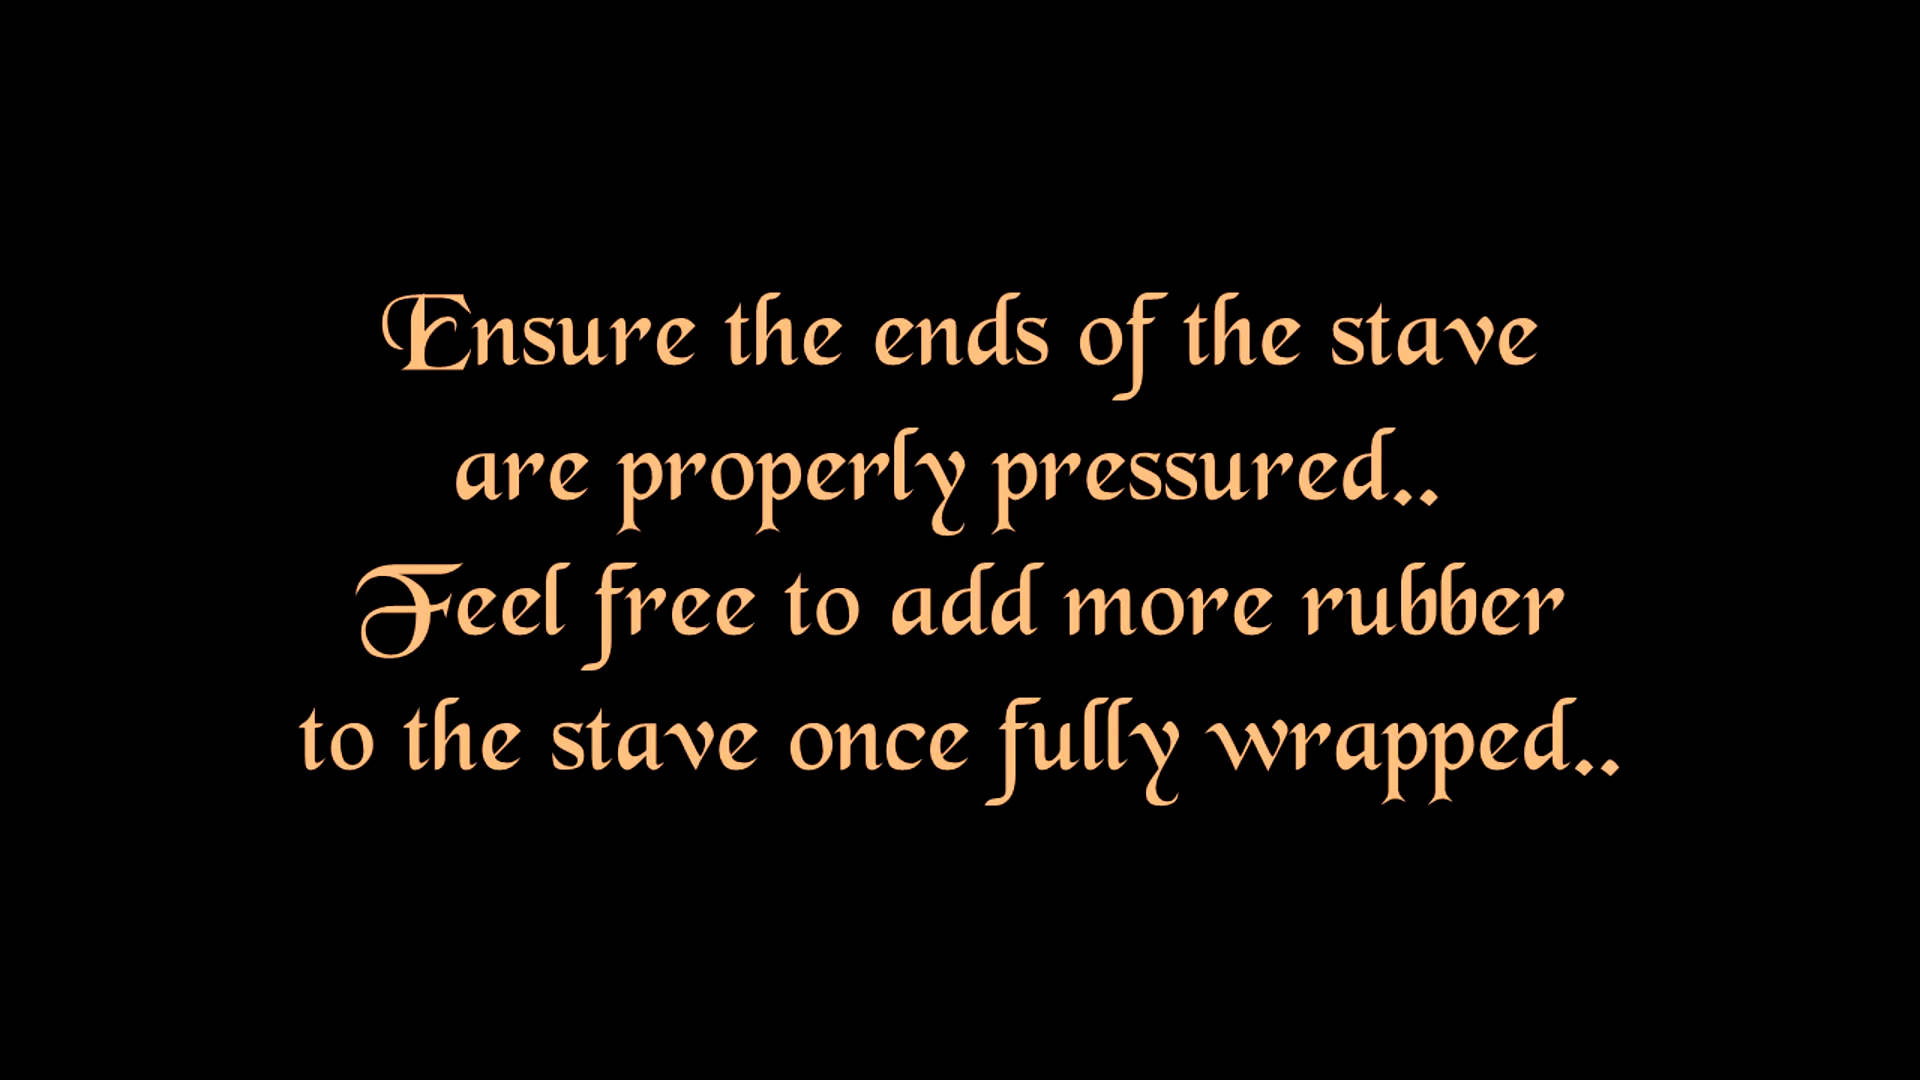 Ensure the ends of the stave
are properly pressured..
Feel free to add more rubber
to the stave once fully wrapped..